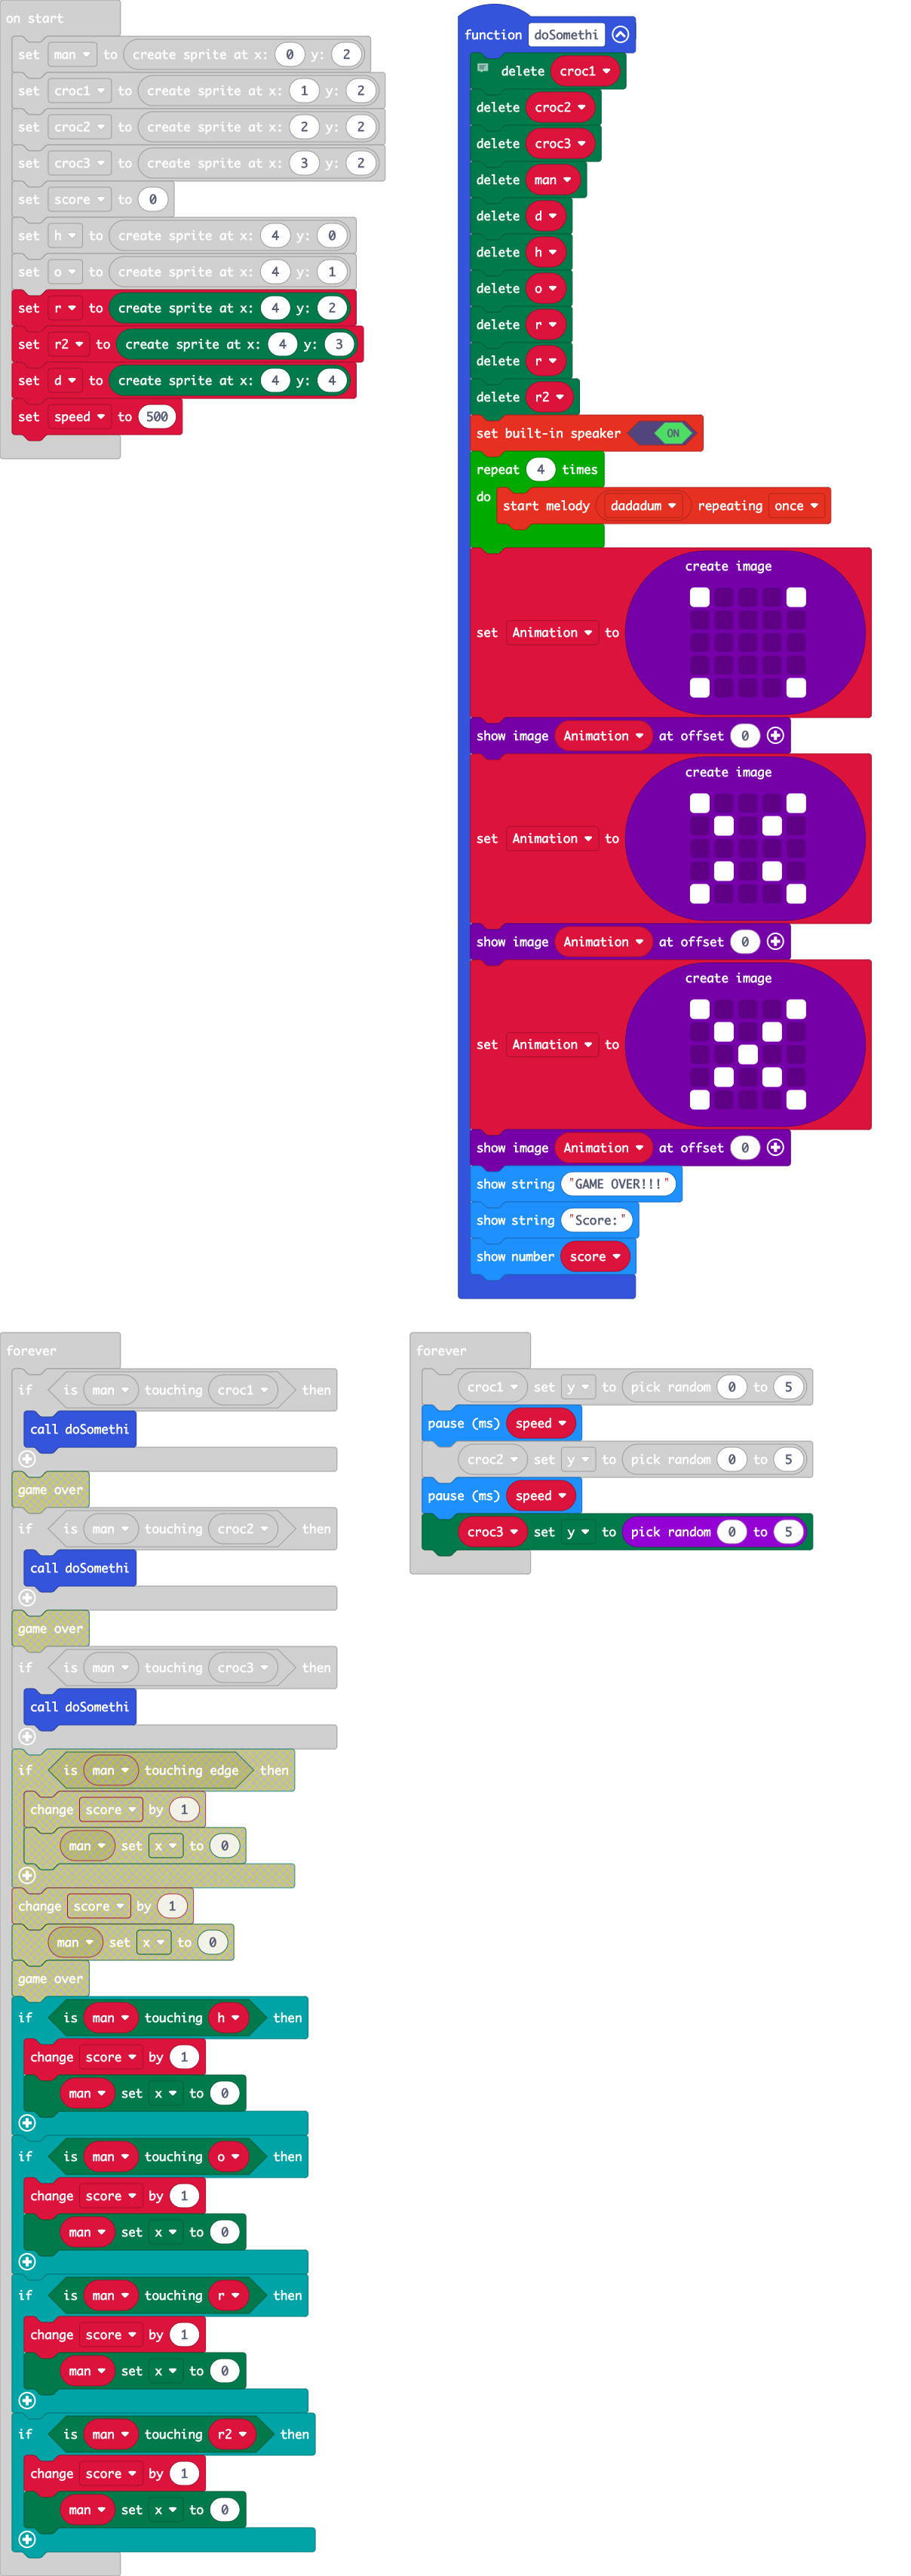 on start
set man to create sprite at x: 0 y: 2
set croc1 to create sprite at x: 1 y: 2
set croc2 to create sprite at x: 2 y: 2
set croc3 to create sprite at x: 3 y: 2
set score to 0
set h to create sprite at x: 4 y: 0
set o to create sprite at x: 4 y: 1
set r to create sprite at x: 4 y: 2
set r2 to create sprite at x: 4 y: 3
set d to create sprite at x: 4 y: 4
set speed to 500
function doSomethi
delete croc1
delete croc2
delete croc3
delete man
delete d
delete h
delete o
delete r
delete r
delete r2
set built-in speaker ON
repeat 4 times
do start melody dadadum repeating once
create image
set Animation to
show image Animation at offset 0
create image
set Animation to
show image Animation at offset 0
create image
set Animation to
show image Animation at offset 0
show string "GAME OVER!!!"
show string "Score:"
show number score
forever
if is man touching croc1 then
call doSomethi
game over
if is man touching croc2 then
call doSomethi
game over
if is man touching croc3 then
call doSomethi
if is man touching edge then
change score by 1
man set x to 0
change score by 1
man set x to 0
game over
if is man touching h then
change score by 1
man set x to 0
if is man touching o then
change score by 1
man set x to 0
if is man touching r then
change score by 1
man set x to 0
if is man touching r2 then
change score by 1
man set x to 0
forever
croc1 set y to pick random 0 to 5
pause (ms) speed
croc2 set y to pick random 0 to 5
pause (ms) speed
croc3 set y to pick random 0 to 5